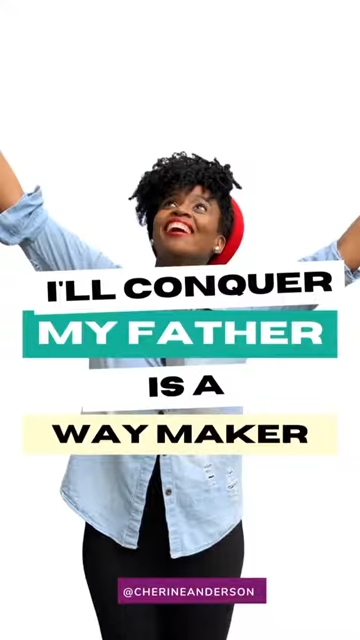 I'LL CONQUER
MY FATHER
IS A
WAY MAKER
@CHERINEANDERSON